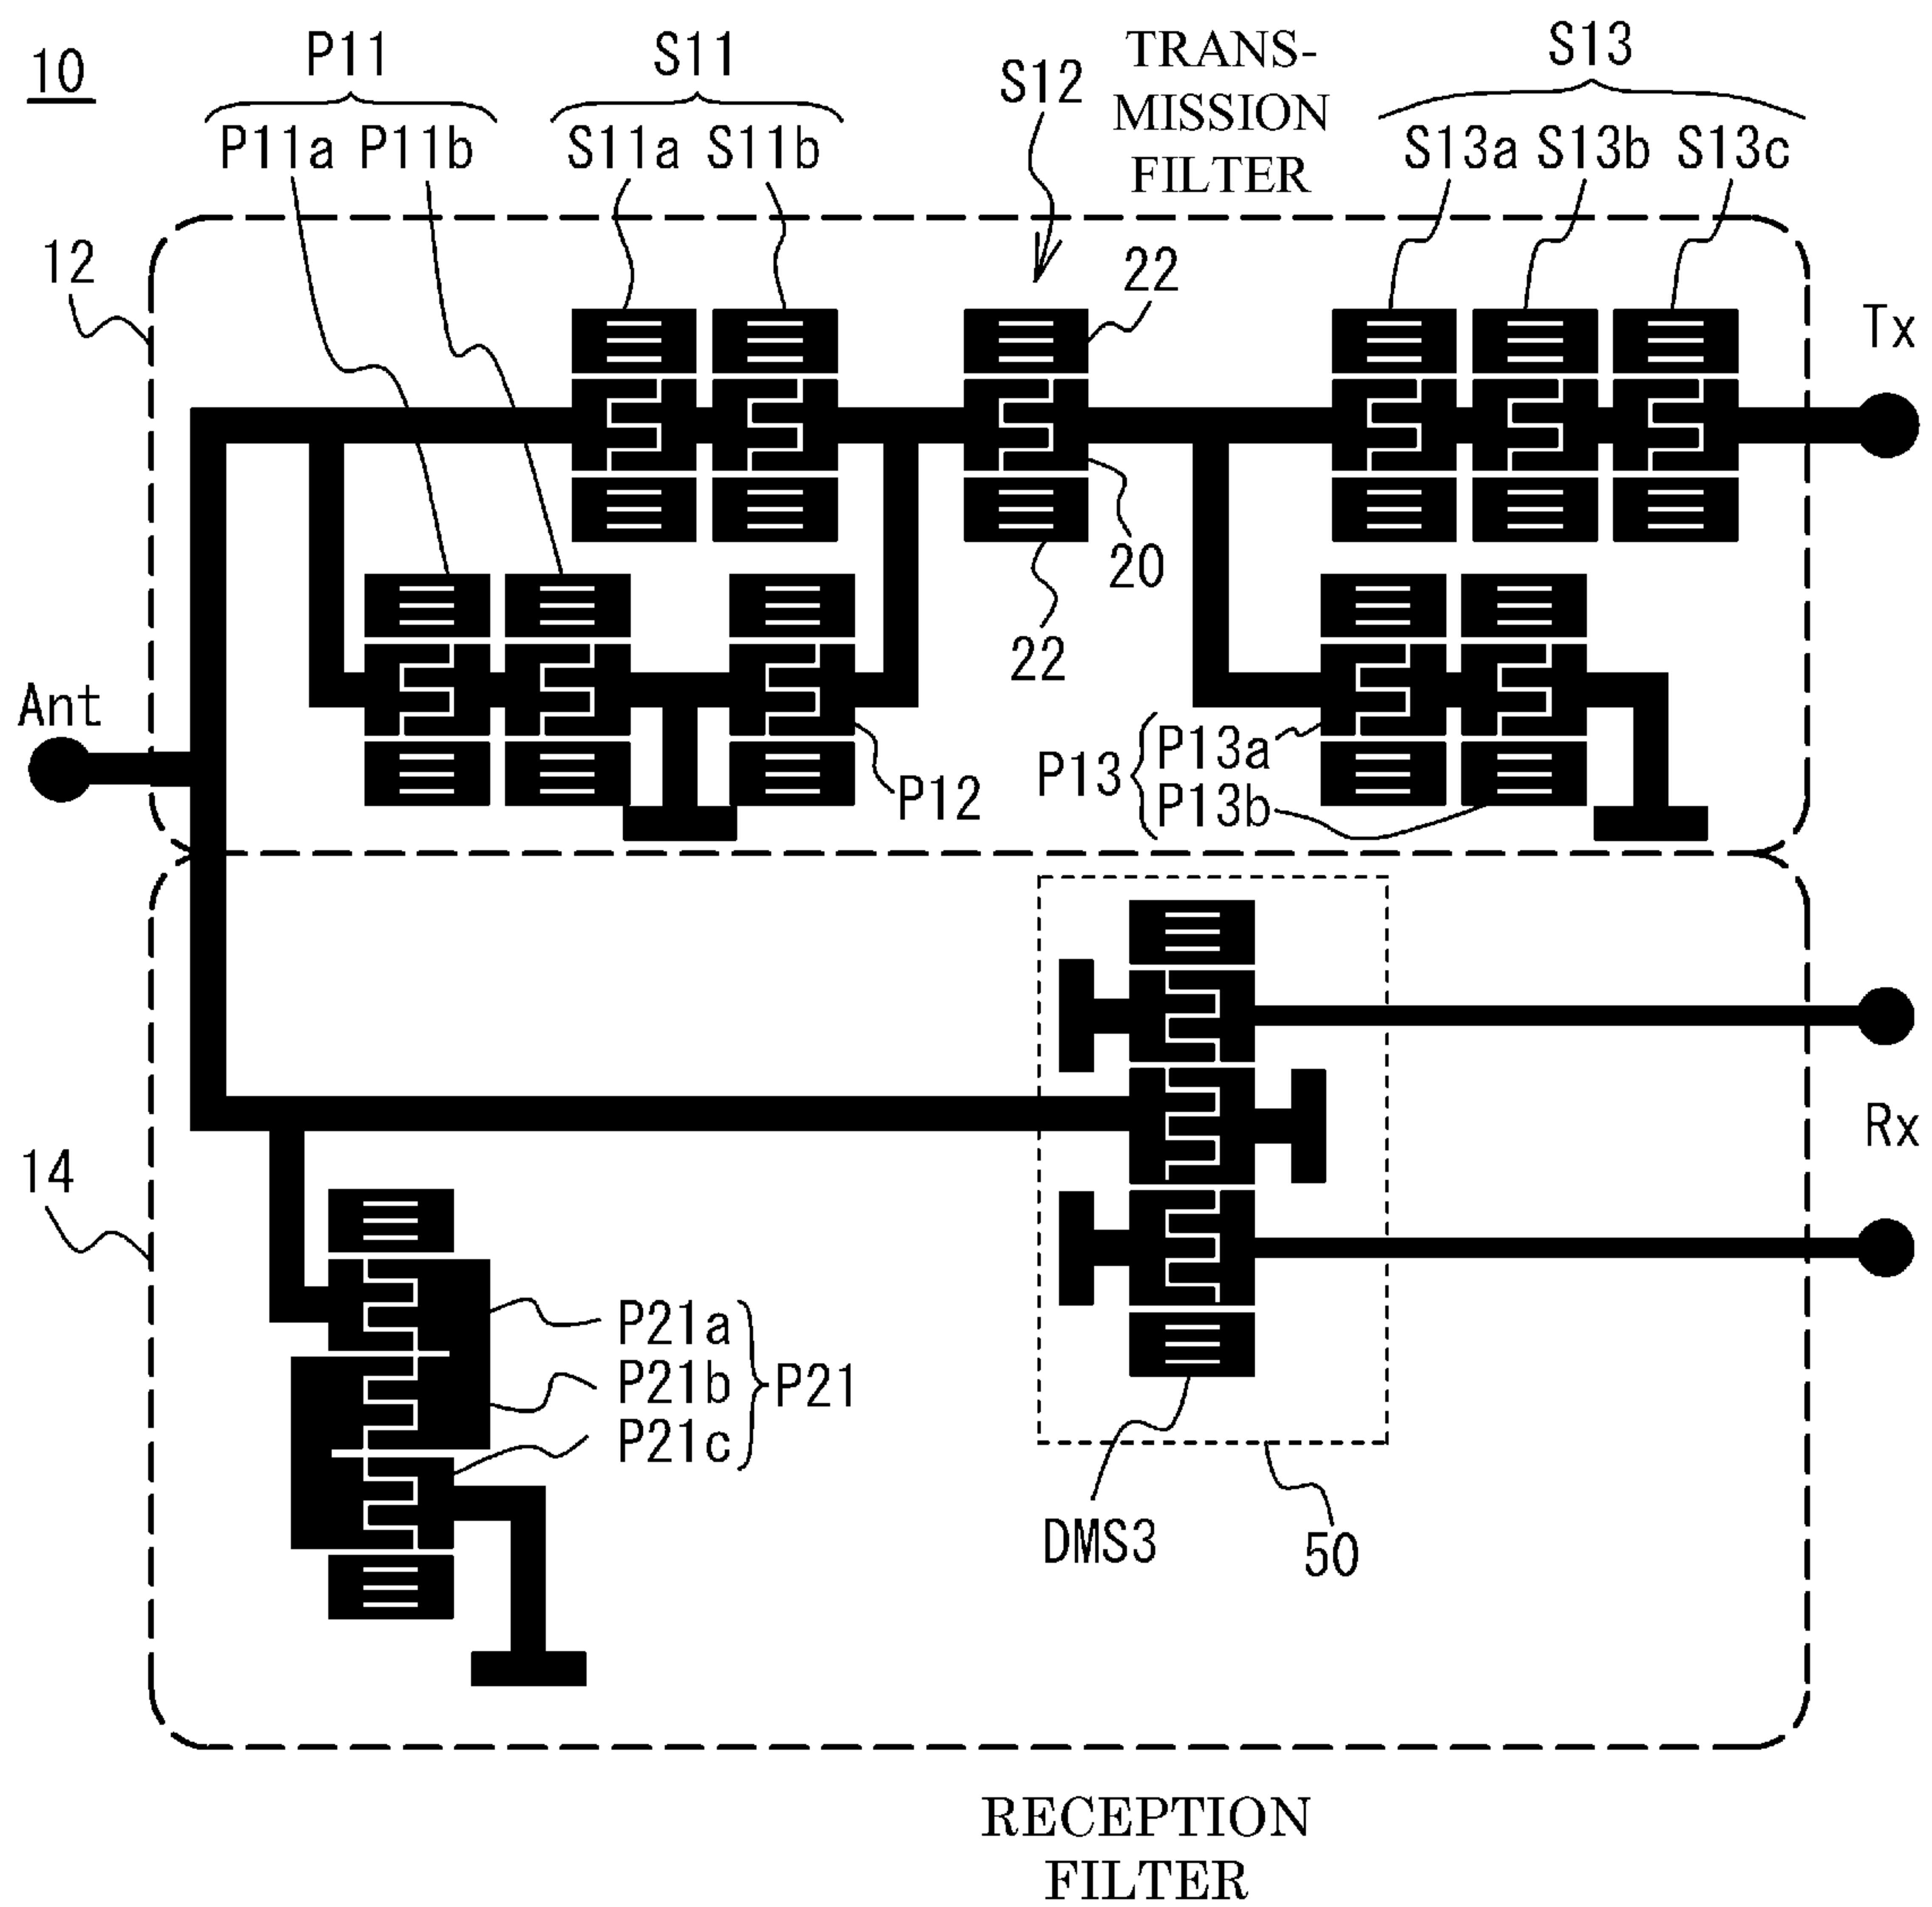 10
P11
S11
S12
TRANS-
MISSION
FILTER
S13
P11a P11b
S11a S11b
S13a S13b S13c
12
22
Tx
20
22
Ant
P12
P13
P13a
P13b
14
Rx
P21a
P21b
P21c
P21
DMS3
50
RECEPTION
FILTER